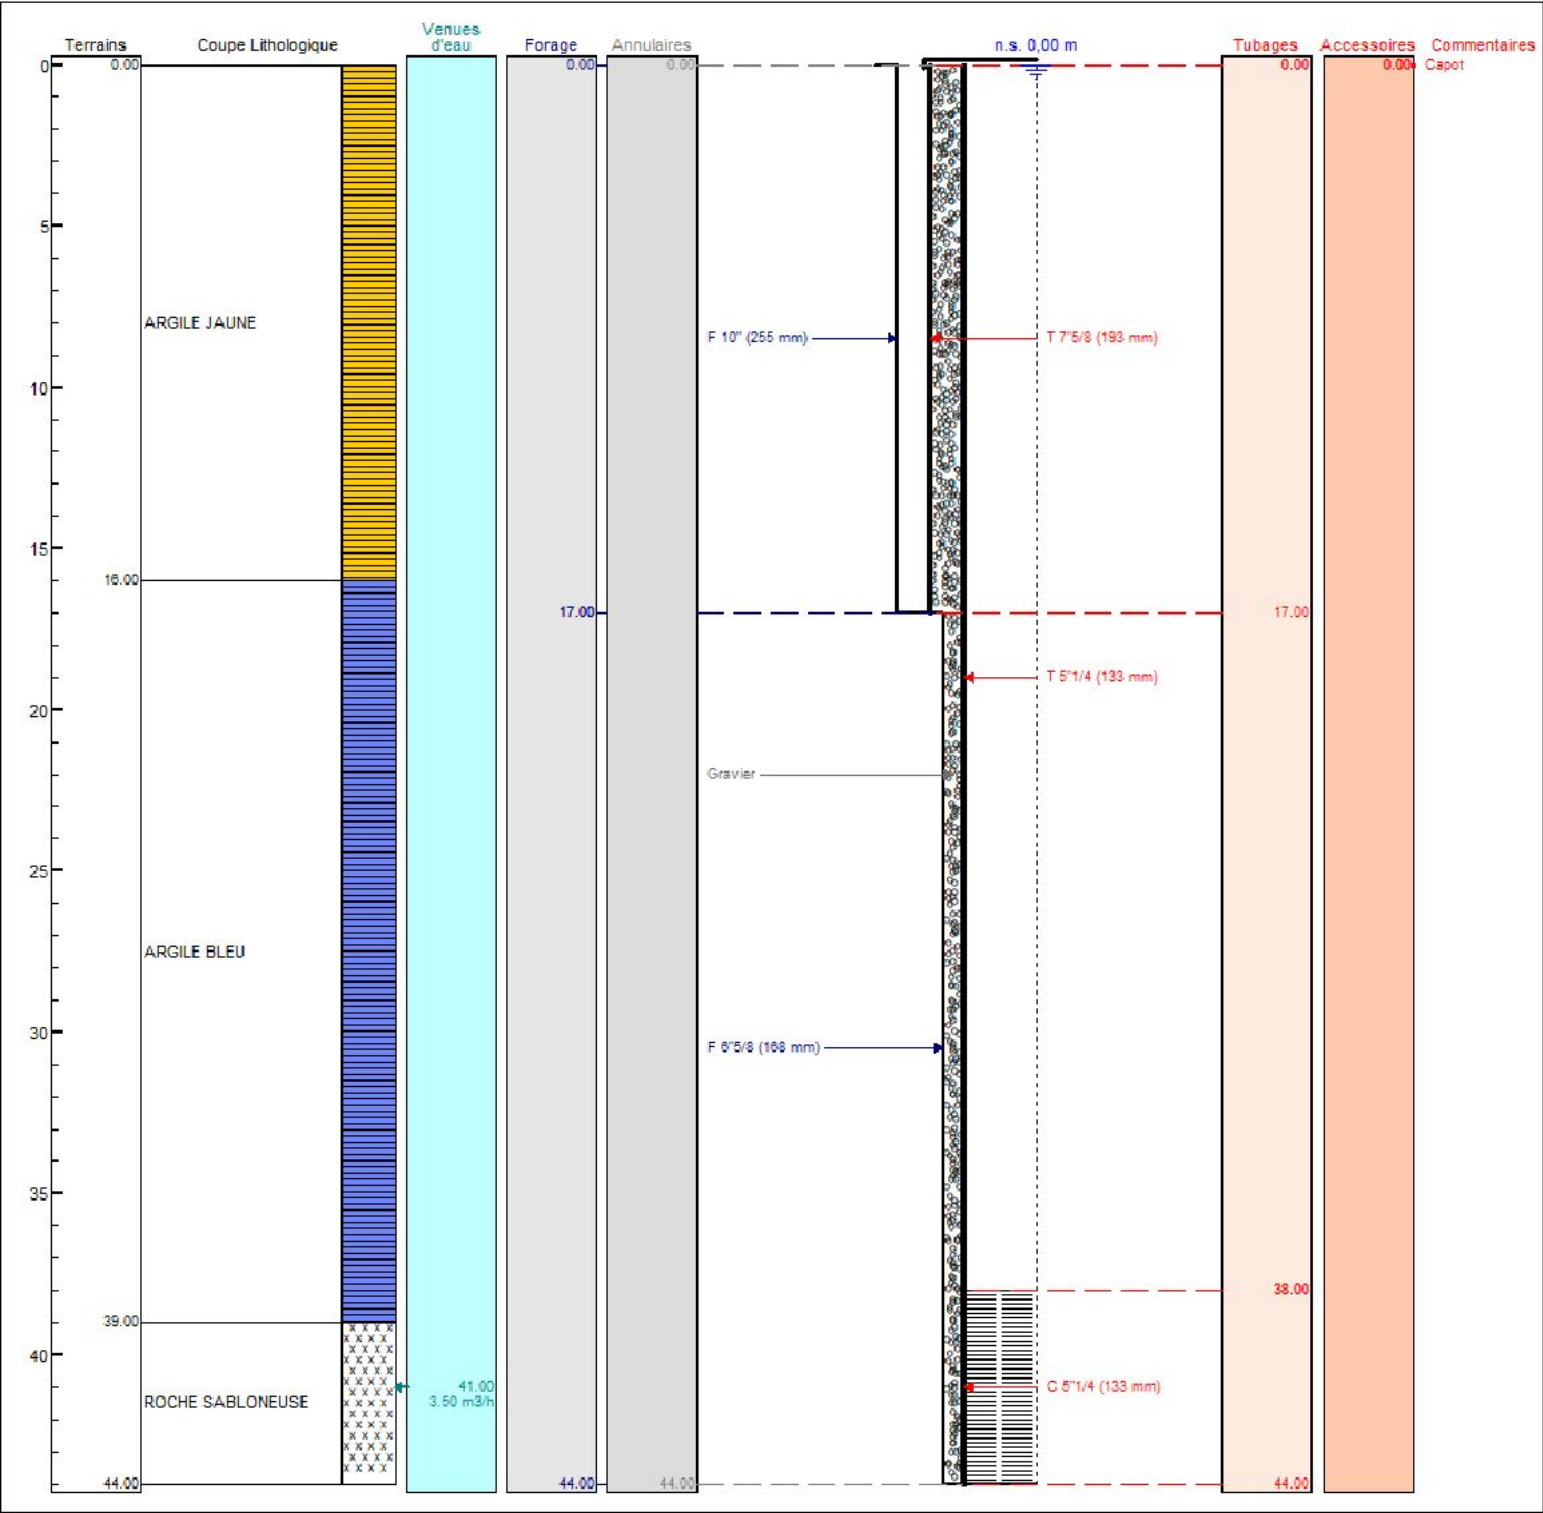 Terrains
Coupe Lithologique
Venues
d'eau
Forage
Annulaires
n.s. 0,00 m
Tubages
Accessoires
Commentaires
0
0.00
0.00
0.00
0.00
0.00
Capot
5
ARGILE JAUNE
F 10" (255 mm)
T 7"5/8 (193 mm)
10
15
16.00
17.00
17.00
T 5"1/4 (133 mm)
20
Gravier
25
ARGILE BLEU
30
F 6"5/8 (168 mm)
35
38.00
39.00
40
41.00
3.50 m3/h
C 5"1/4 (133 mm)
ROCHE SABLONEUSE
44.00
44.00
44.00
44.00